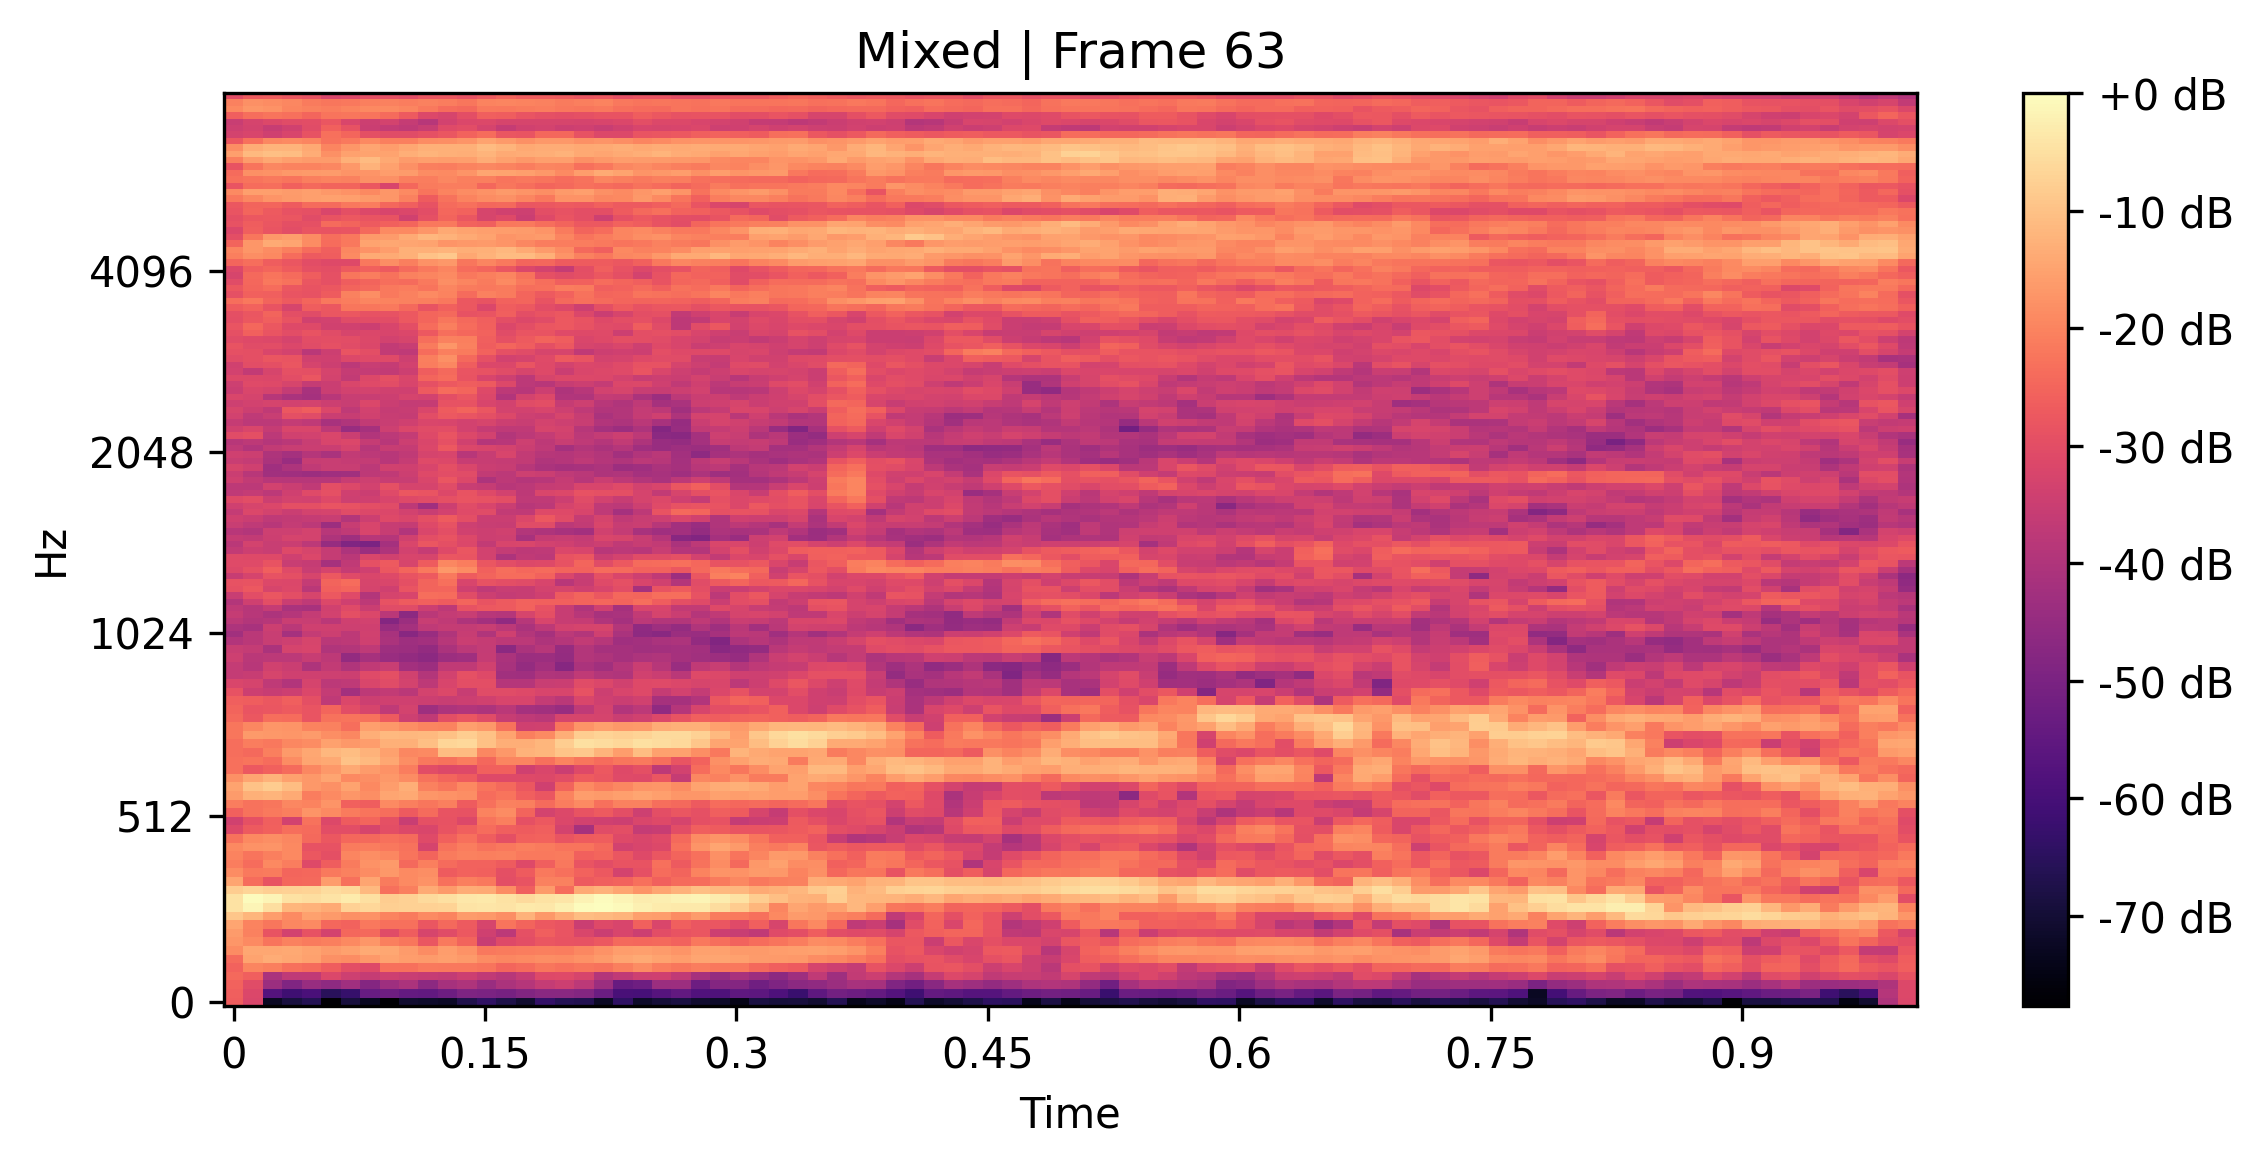 Mixed | Frame 63
+0 dB
-10 dB
-20 dB
-30 dB
-40 dB
-50 dB
-60 dB
-70 dB
Hz
4096
2048
1024
512
0
0 0.15 0.3 0.45 0.6 0.75 0.9
Time